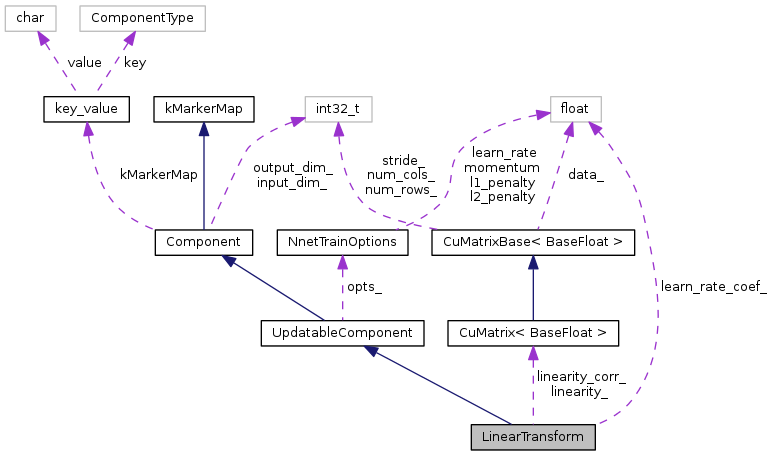 char
ComponentType
value
key
key_value
kMarkerMap
int32_t
float
kMarkerMap
output_dim_
input_dim_
stride_
num_cols_
num_rows_
learn_rate
momentum
l1_penalty
l2_penalty
data_
Component
NnetTrainOptions
CuMatrixBase< BaseFloat >
opts_
learn_rate_coef_
UpdatableComponent
CuMatrix< BaseFloat >
linearity_corr_
linearity_
LinearTransform